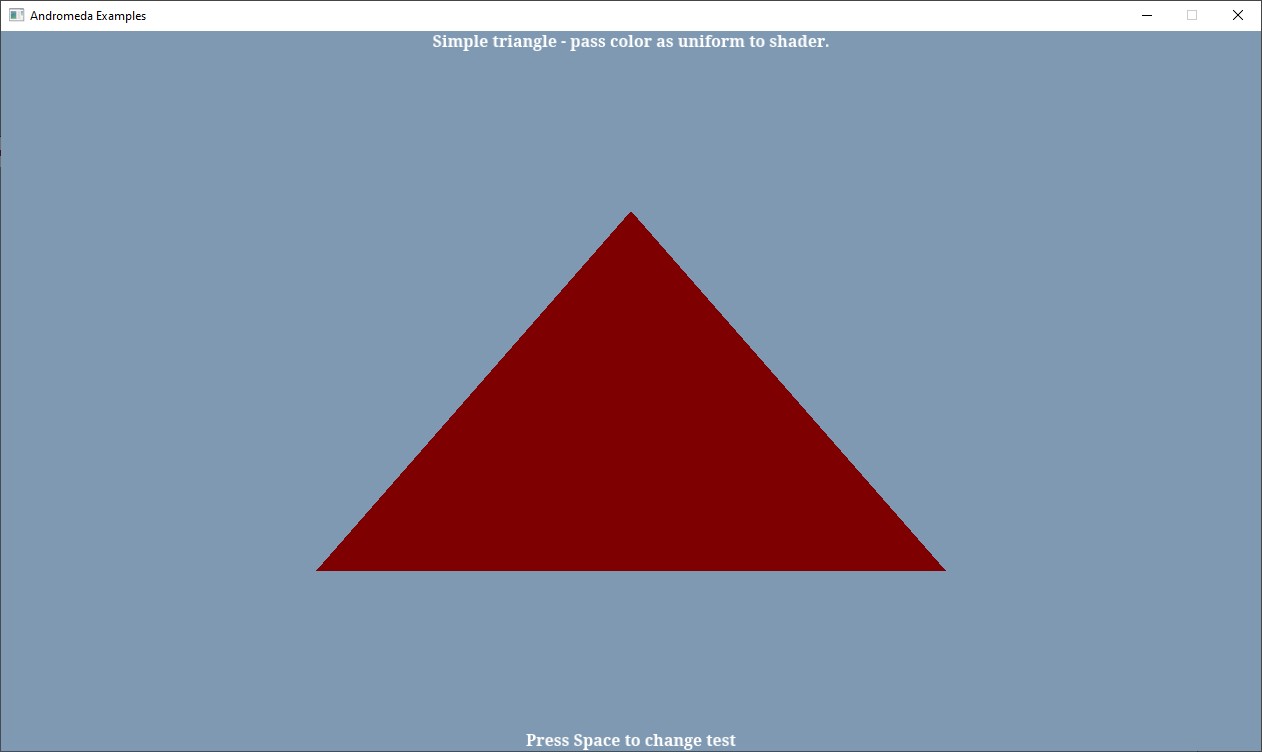 Andromeda Examples
Simple triangle - pass color as uniform to shader.
Press Space to change test